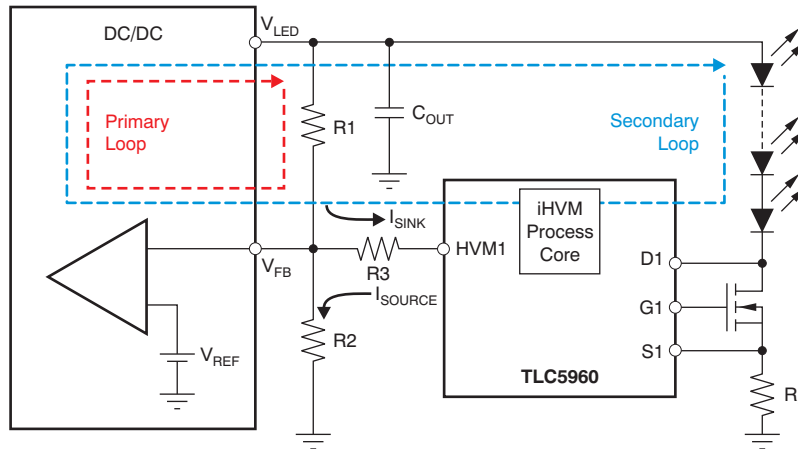 DC/DC
VLED
Primary
Loop
R1
COUT
Secondary
Loop
ISINK
iHVM
Process
Core
VFB
R3
HVM1
D1
ISOURCE
G1
VREF
R2
S1
TLC5960
R